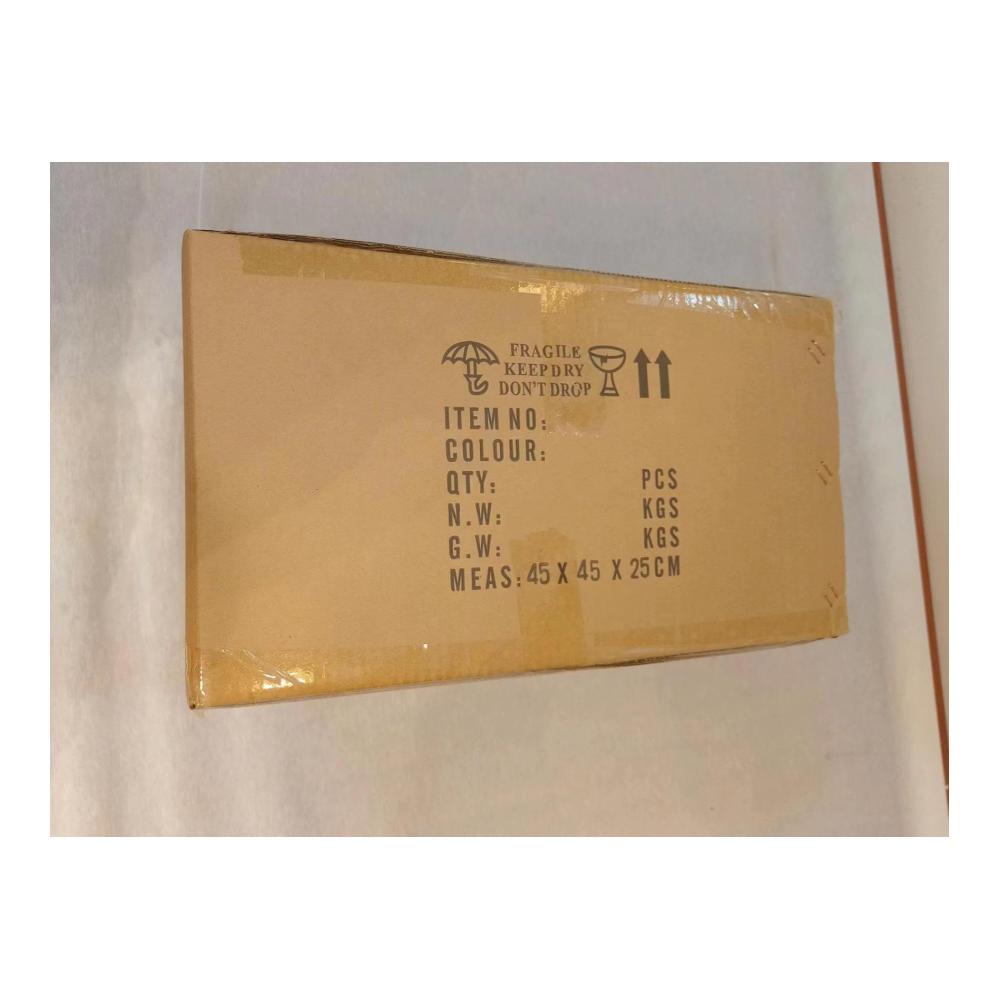 FRAGILE
KEEP DRY
DON'T DROP
ITEM NO:
COLOUR:
QTY: PCS
N.W: KGS
G.W: KGS
MEAS: 45 X 45 X 25CM